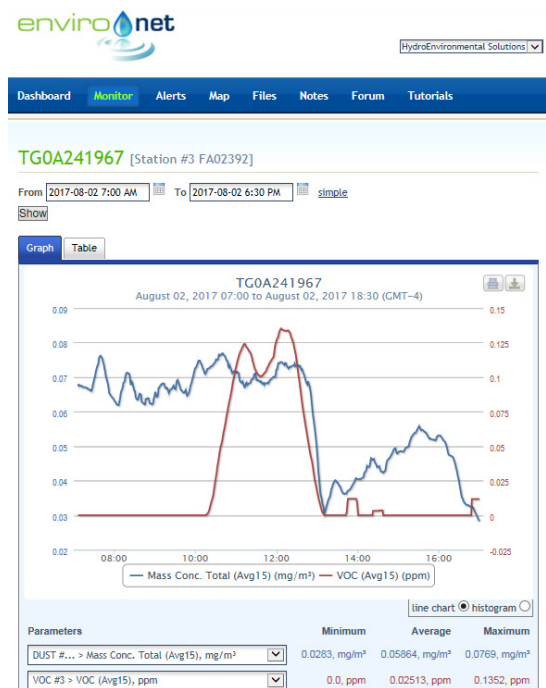 enviro net
HydroEnvironmental Solutions
Dashboard Monitor Alerts Map Files Notes Forum Tutorials
TG0A241967 [Station #3 FA02392]
From 2017-08-02 7:00 AM To 2017-08-02 6:30 PM simple
Show
Graph Table
TG0A241967
August 02, 2017 07:00 to August 02, 2017 18:30 (GMT-4)
0.09 0.15
0.08 0.125
0.07 0.1
0.06 0.075
0.05 0.05
0.04 0.025
0.03 0
0.02 -0.025
08:00 10:00 12:00 14:00 16:00
Mass Conc. Total (Avg15) (mg/m³) VOC (Avg15) (ppm)
line chart histogram
Parameters Minimum Average Maximum
DUST #... > Mass Conc. Total (Avg15), mg/m³ 0.0283, mg/m³ 0.05864, mg/m³ 0.0769, mg/m³
VOC #3 > VOC (Avg15), ppm 0.0, ppm 0.02513, ppm 0.1352, ppm